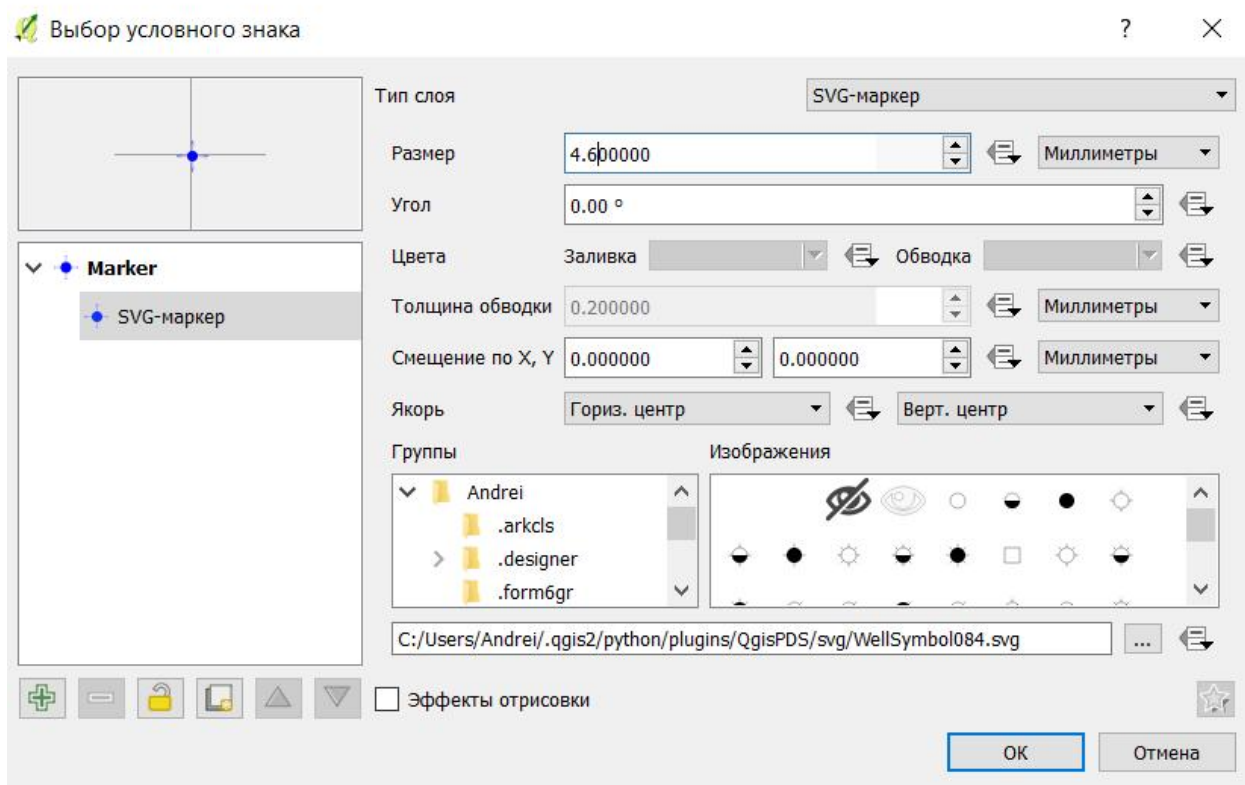 Выбор условного знака
?
Тип слоя SVG-маркер
Размер 4.600000 Миллиметры
Угол 0.00 °
Цвета Заливка Обводка
Marker
SVG-маркер
Толщина обводки 0.200000 Миллиметры
Смещение по X, Y 0.000000 0.000000 Миллиметры
Якорь Гориз. центр Верт. центр
Группы Изображения
Andrei
.arkcls
.designer
.form6gr
C:/Users/Andrei/.qgis2/python/plugins/QgisPDS/svg/WellSymbol084.svg ...
Эффекты отрисовки
OK Отмена